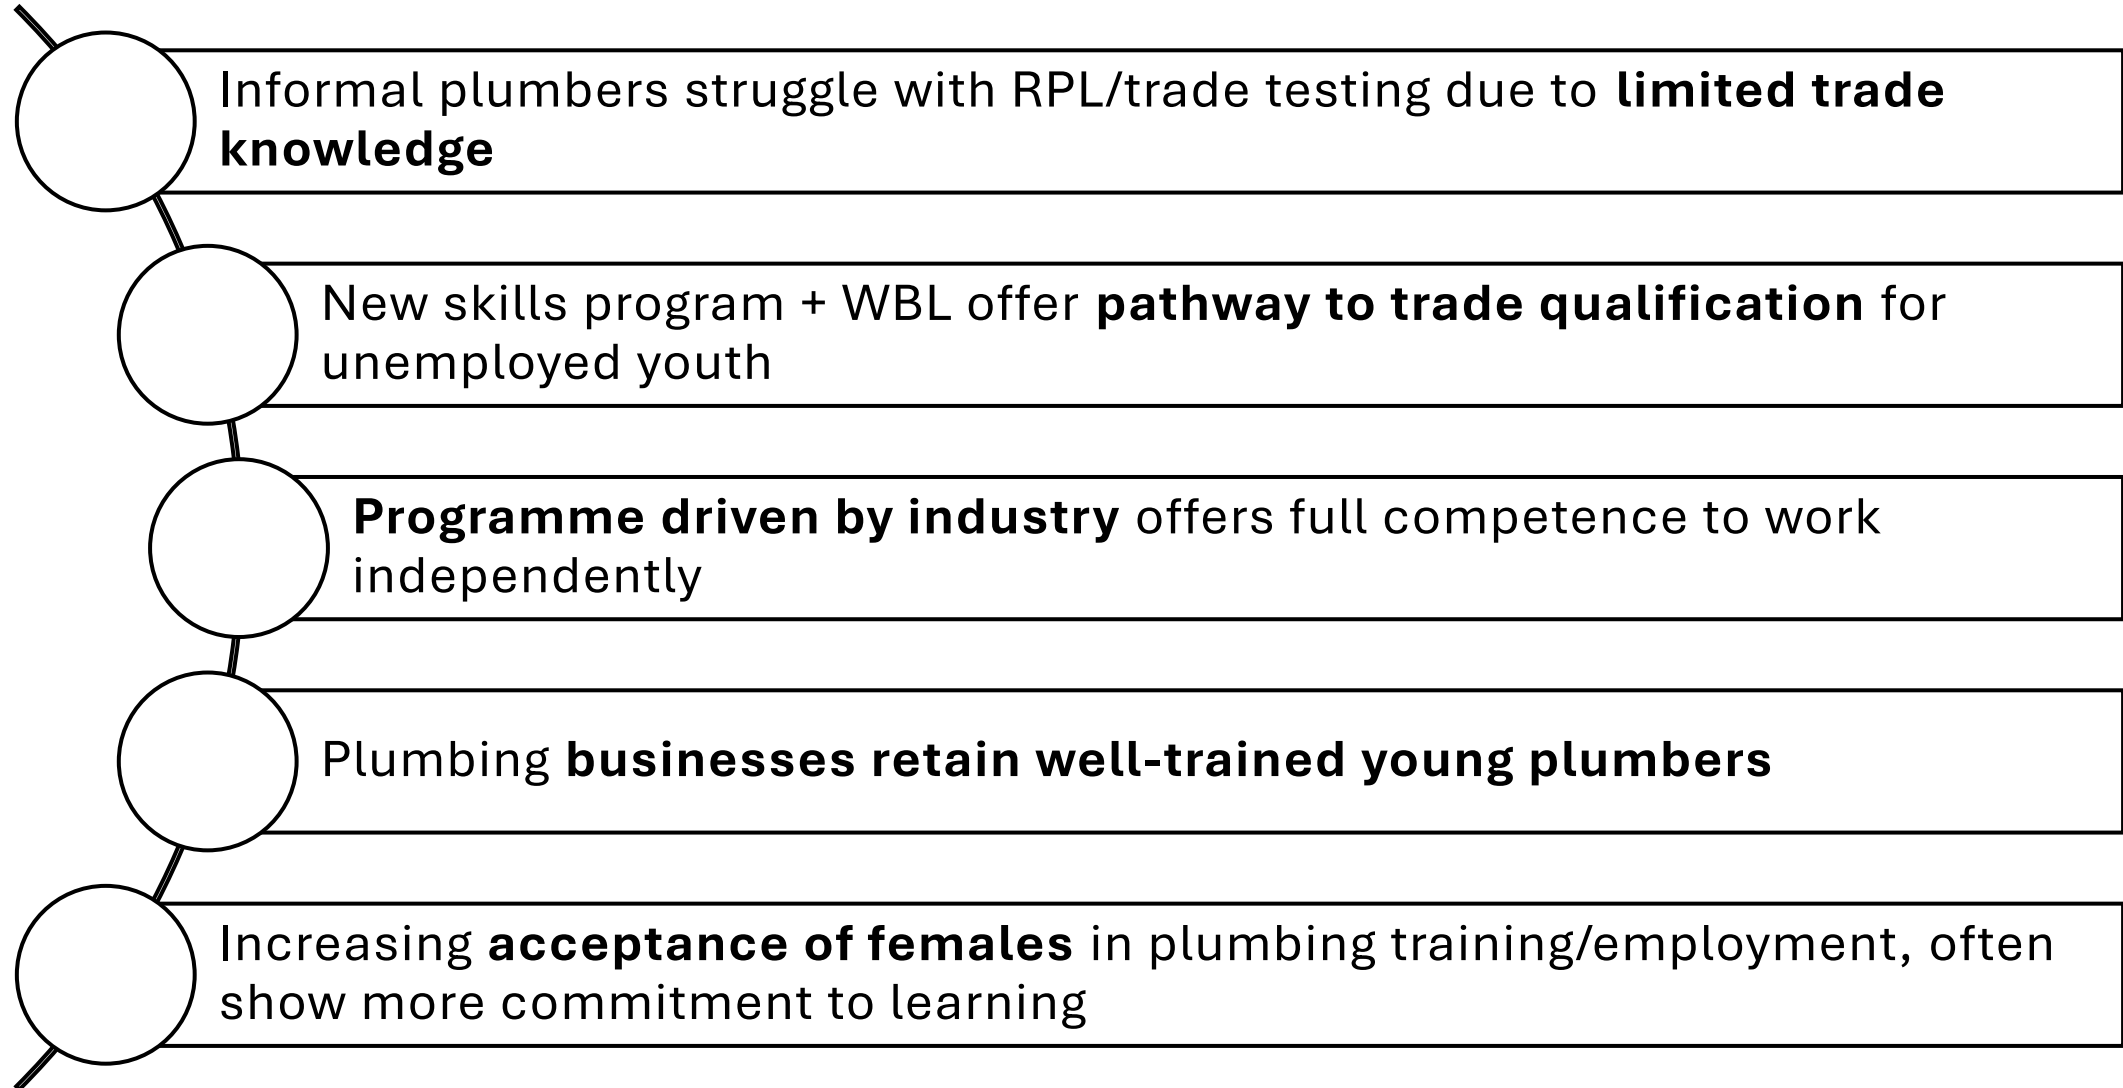 Informal plumbers struggle with RPL/trade testing due to limited trade
knowledge
New skills program + WBL offer pathway to trade qualification for
unemployed youth
Programme driven by industry offers full competence to work
independently
Plumbing businesses retain well-trained young plumbers
Increasing acceptance of females in plumbing training/employment, often
show more commitment to learning